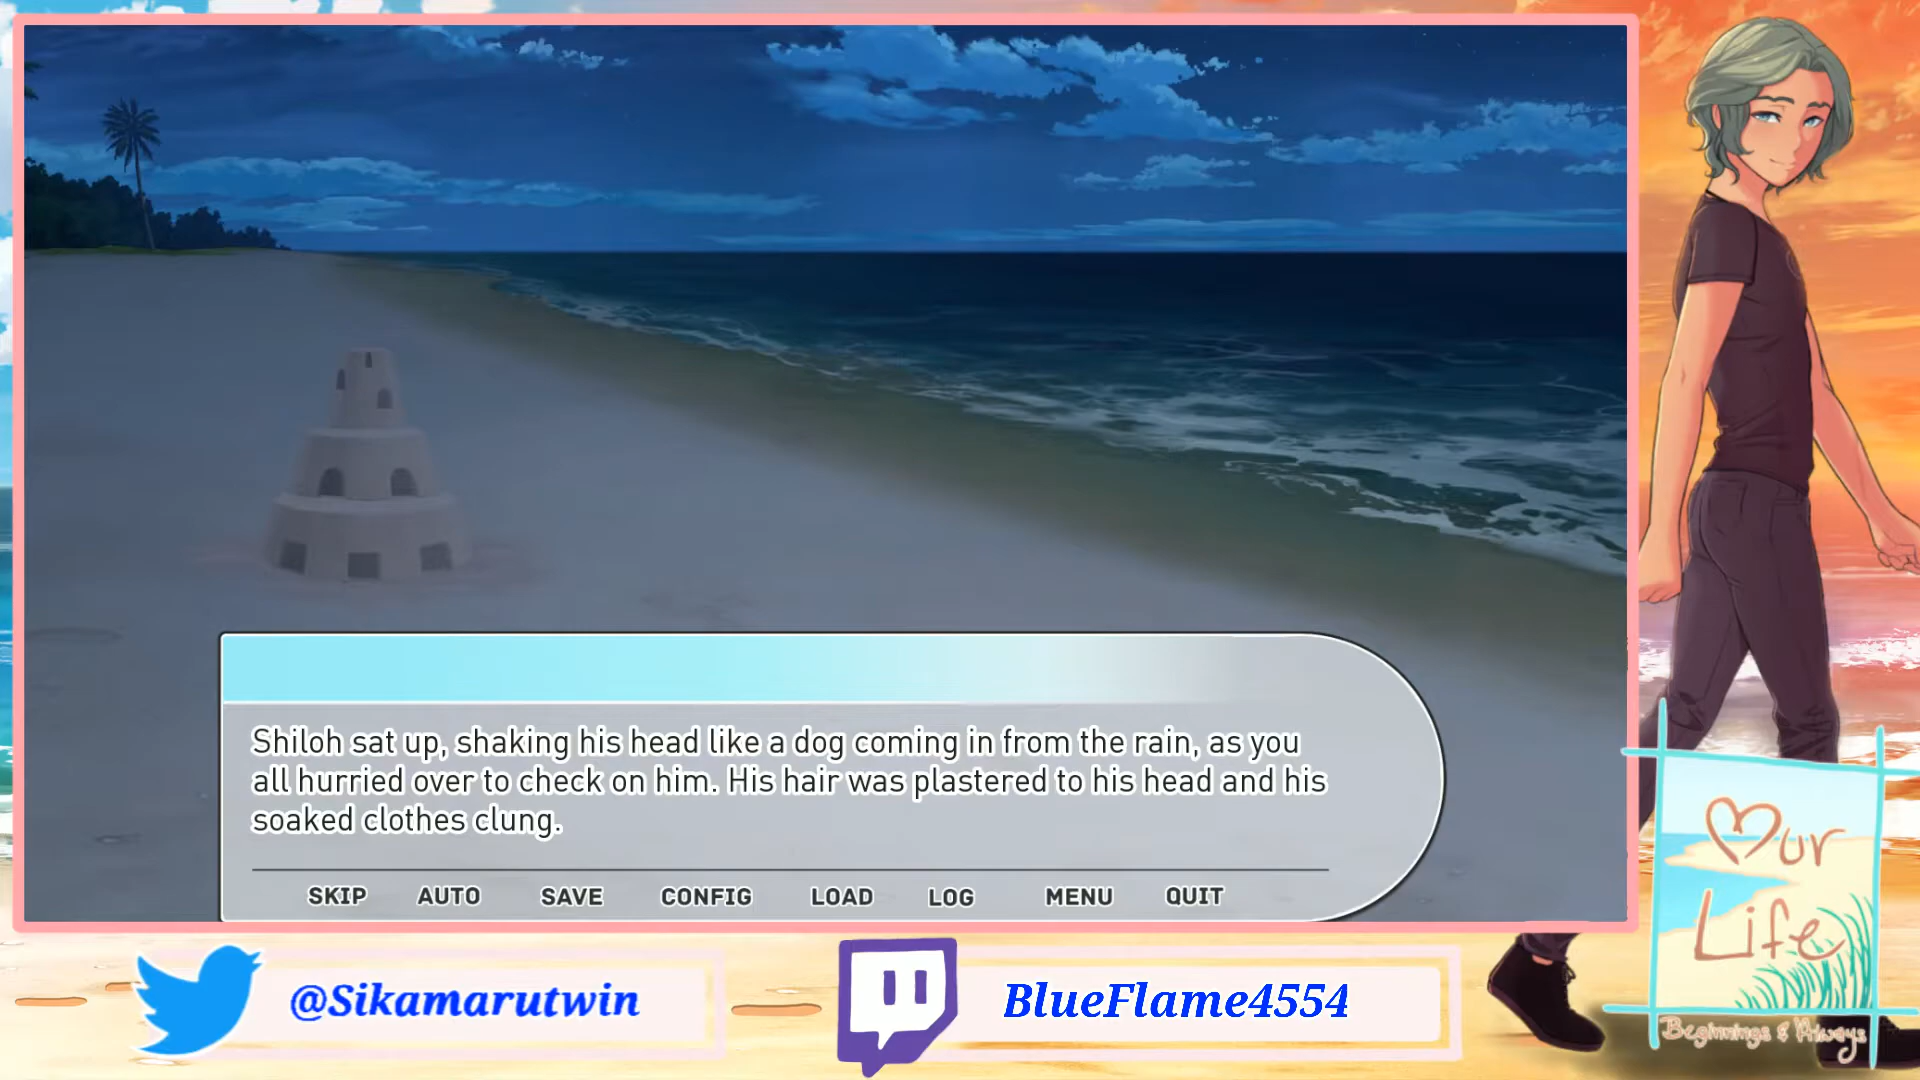 Shiloh sat up, shaking his head like a dog coming in from the rain, as you
all hurried over to check on him. His hair was plastered to his head and his
soaked clothes clung.
SKIP AUTO SAVE CONFIG LOAD LOG MENU QUIT
@Sikamarutwin
BlueFlame4554
Our
Life
Beginnings & Always